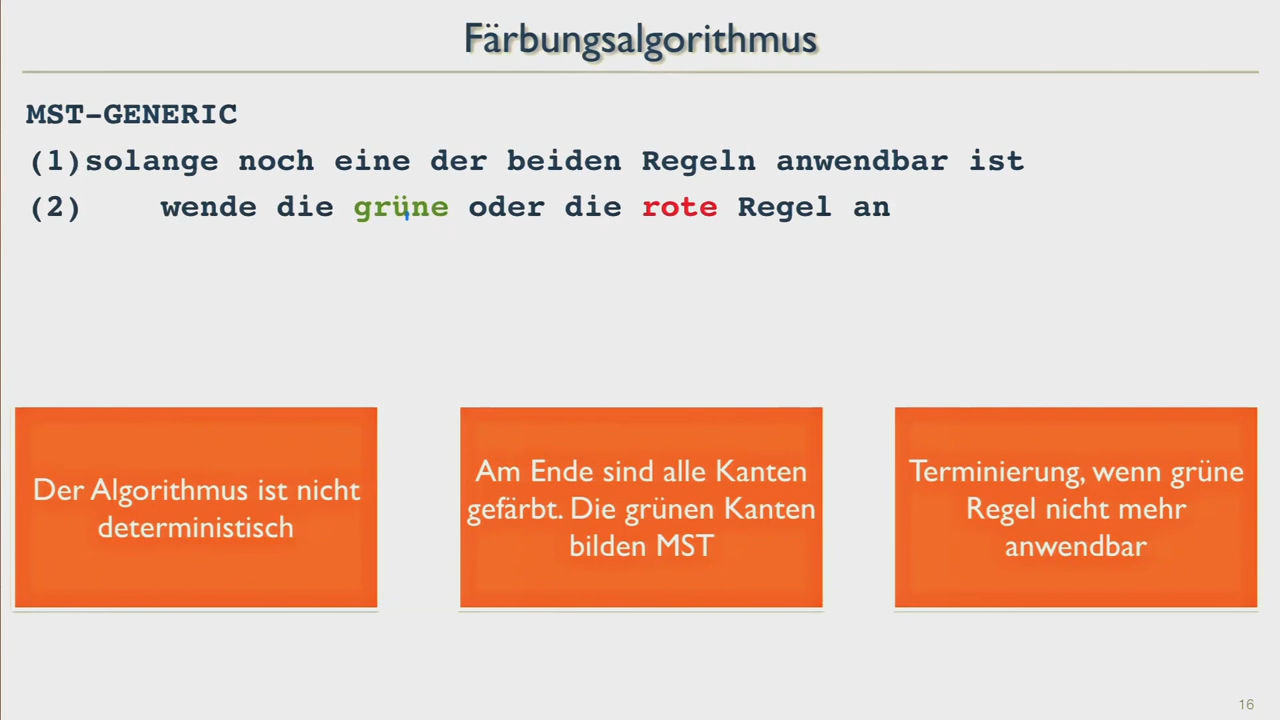 Färbungsalgorithmus
MST-GENERIC
(1)solange noch eine der beiden Regeln anwendbar ist
(2) wende die grüne oder die rote Regel an
Der Algorithmus ist nicht
deterministisch
Am Ende sind alle Kanten
gefärbt. Die grünen Kanten
bilden MST
Terminierung, wenn grüne
Regel nicht mehr
anwendbar
16